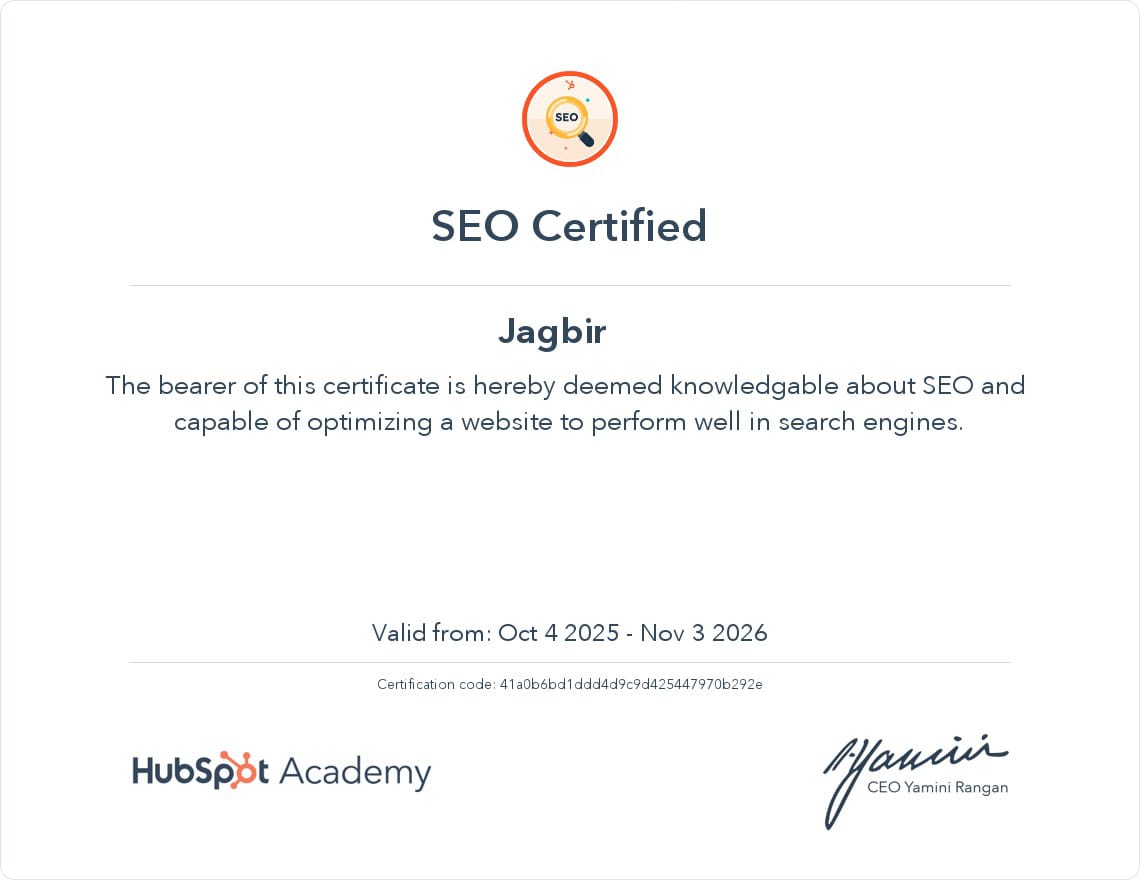 SEO
SEO Certified
Jagbir
The bearer of this certificate is hereby deemed knowledgable about SEO and
capable of optimizing a website to perform well in search engines.
Valid from: Oct 4 2025 - Nov 3 2026
Certification code: 41a0b6bd1ddd4d9c9d425447970b292e
HubSpot Academy
CEO Yamini Rangan